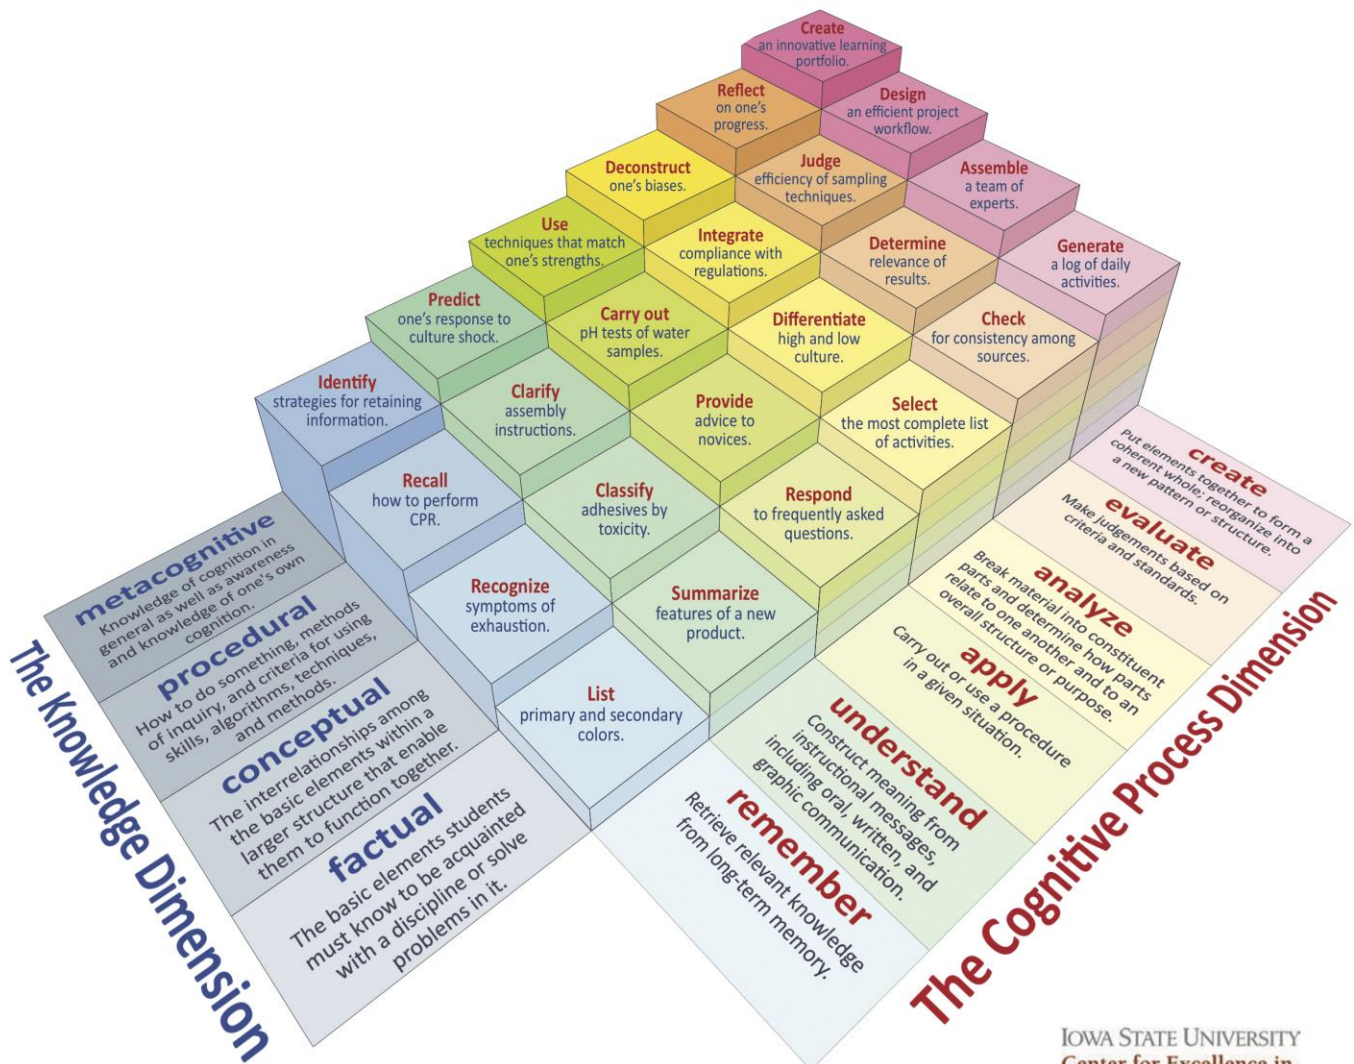 Create
an innovative learning
portfolio.
Reflect
on one's
progress.
Design
an efficient project
workflow.
Deconstruct
one's biases.
Judge
efficiency of sampling
techniques.
Assemble
a team of
experts.
Use
techniques that match
one's strengths.
Integrate
compliance with
regulations.
Determine
relevance of
results.
Generate
a log of daily
activities.
Predict
one's response to
culture shock.
Carry out
pH tests of water
samples.
Differentiate
high and low
culture.
Check
for consistency among
sources.
Identify
strategies for retaining
information.
Clarify
assembly
instructions.
Provide
advice to
novices.
Select
the most complete list
of activities.
Recall
how to perform
CPR.
Classify
adhesives by
toxicity.
Respond
to frequently asked
questions.
Recognize
symptoms of
exhaustion.
Summarize
features of a new
product.
List
primary and secondary
colors.
The Knowledge Dimension
metacognitive
Knowledge of cognition in
general as well as awareness
and knowledge of one's own
cognition.
procedural
How to do something, methods
of inquiry, and criteria for using
skills, algorithms, techniques,
and methods.
conceptual
The interrelationships among
the basic elements within a
larger structure that enable
them to function together.
factual
The basic elements students
must know to be acquainted
with a discipline or solve
problems in it.
The Cognitive Process Dimension
create
Put elements together to form a
coherent whole; reorganize into
a new pattern or structure.
evaluate
Make judgements based on
criteria and standards.
analyze
Break material into constituent
parts and determine how parts
relate to one another and to an
overall structure or purpose.
apply
Carry out or use a procedure
in a given situation.
understand
Construct meaning from
instructional messages,
including oral, written, and
graphic communication.
remember
Retrieve relevant knowledge
from long-term memory.
IOWA STATE UNIVERSITY
Center for Excellence in